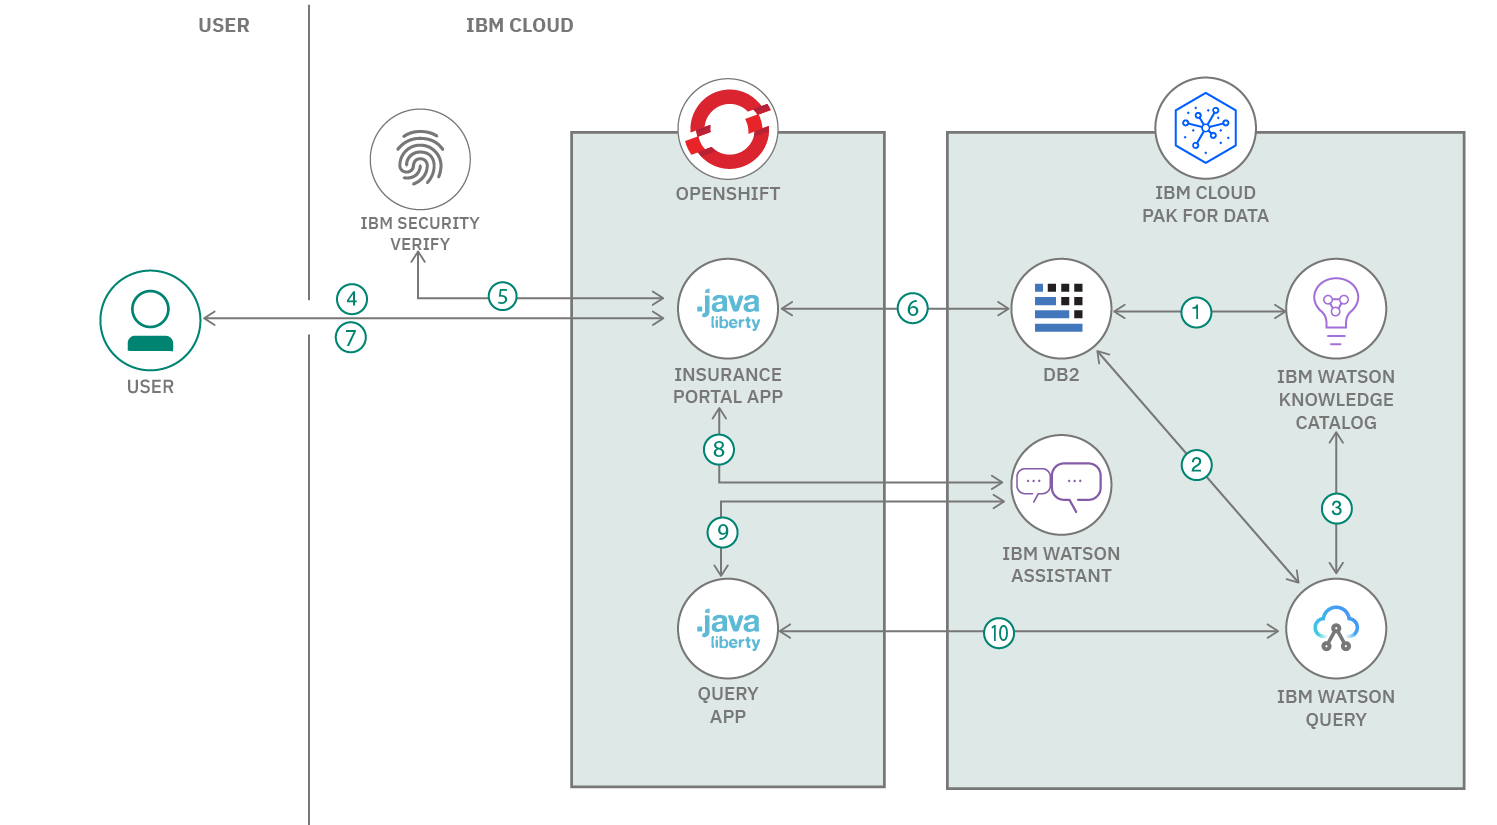 USER
IBM CLOUD
OPENSHIFT
IBM CLOUD
PAK FOR DATA
IBM SECURITY
VERIFY
4
5
7
USER
.java
liberty
INSURANCE
PORTAL APP
6
DB2
1
IBM WATSON
KNOWLEDGE
CATALOG
8
2
3
9
IBM WATSON
ASSISTANT
.java
liberty
QUERY
APP
10
IBM WATSON
QUERY